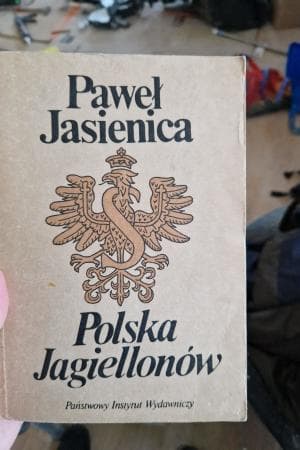 Paweł
Jasienica
S
Polska
Jagiellonów
Państwowy Instytut Wydawniczy